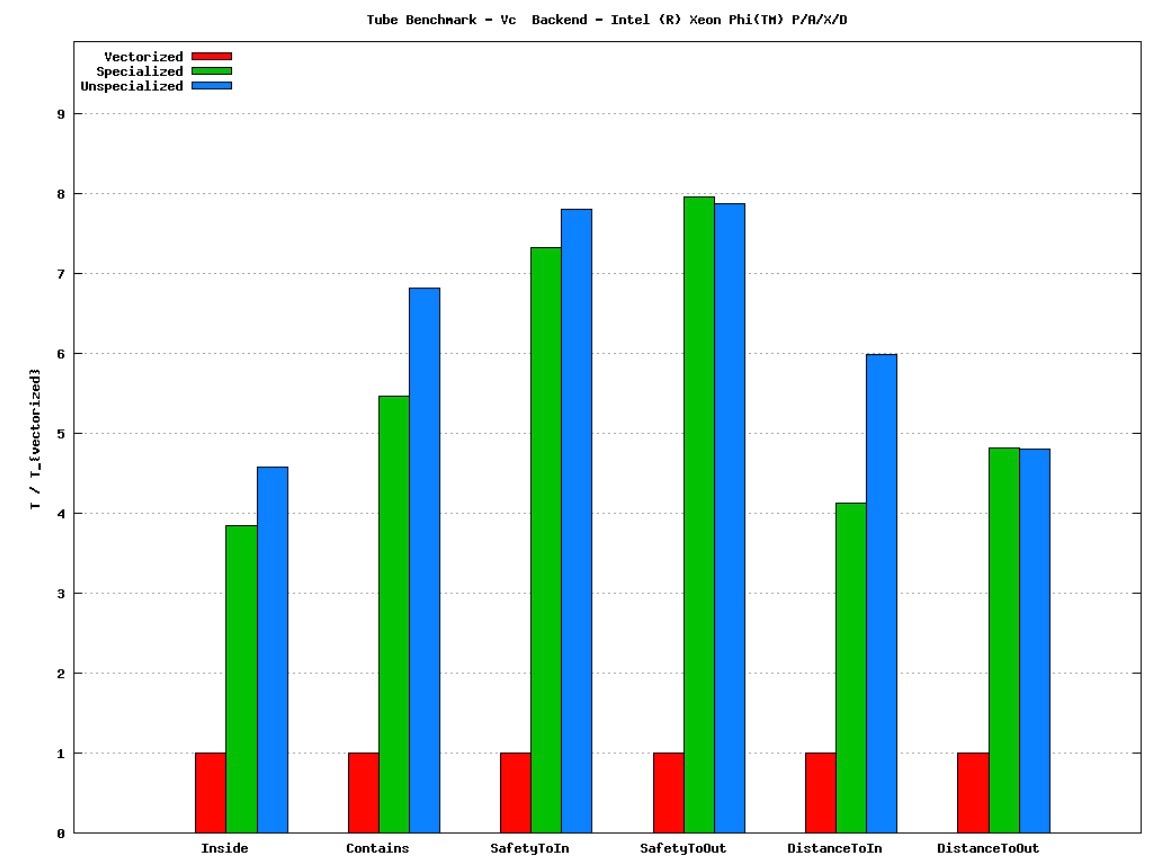 Tube Benchmark - Vc  Backend - Intel (R) Xeon Phi(TM) P/A/X/D
Vectorized
Specialized
Unspecialized
9
8
7
6
5
4
3
2
1
0
T / T_{vectorized}
Inside Contains SafetyToIn SafetyToOut DistanceToIn DistanceToOut